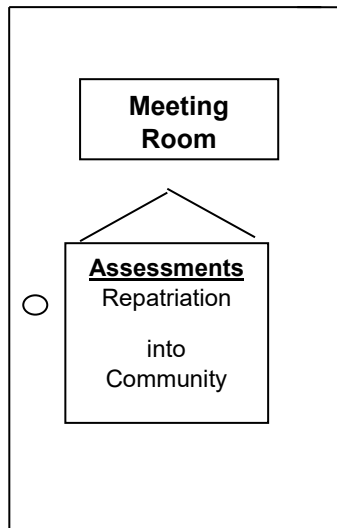 Meeting
Room
Assessments
Repatriation
into
Community